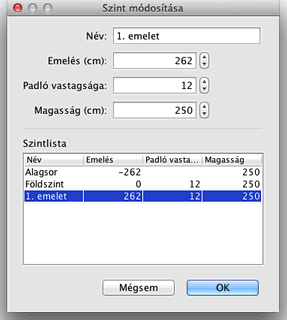 Szint módosítása
Név: 1. emelet
Emelés (cm): 262
Padló vastagsága: 12
Magasság (cm): 250
Szintlista
Név Emelés Padló vasta... Magasság
Alagsor −262 250
Földszint 0 12 250
1. emelet 262 12 250
Mégsem OK